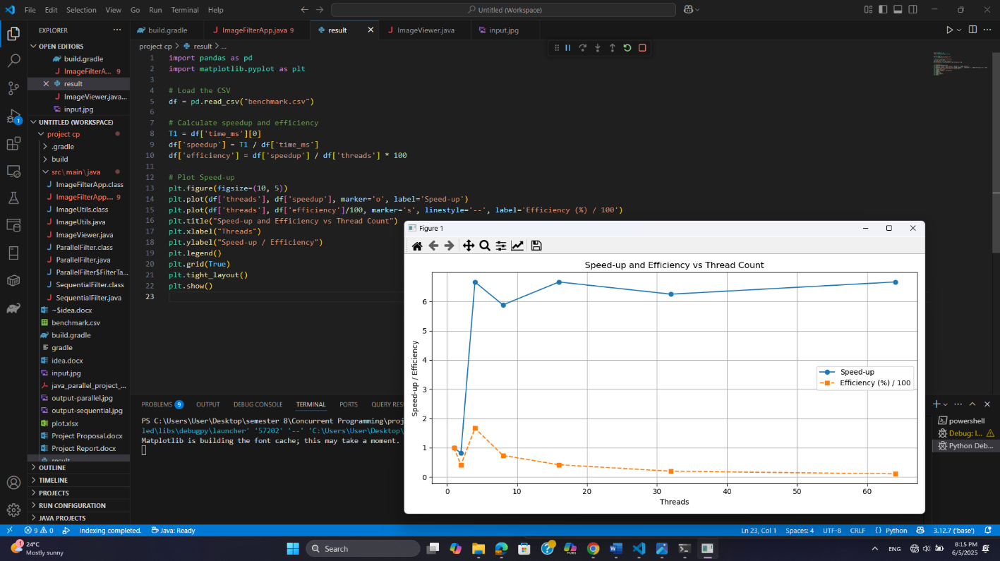 File Edit Selection View Go Run Terminal Help
Untitled (Workspace)
EXPLORER
OPEN EDITORS
build.gradle
ImageFilterA... 9
result
ImageViewer.java...
input.jpg
UNTITLED (WORKSPACE)
project cp
.gradle
build
src\main\java
ImageFilterApp.class
ImageFilterApp.... 9
ImageUtils.class
ImageUtils.java
ImageViewer.java
ParallelFilter.class
ParallelFilter.java
ParallelFilter$FilterTa...
SequentialFilter.class
SequentialFilter.java
~$idea.docx
benchmark.csv
build.gradle
gradle
idea.docx
input.jpg
java_parallel_project_...
output-parallel.jpg
output-sequential.jpg
plot.xlsx
Project Proposal.docx
Project Report.docx
result
OUTLINE
TIMELINE
PROJECTS
RUN CONFIGURATION
JAVA PROJECTS
1
build.gradle
ImageFilterApp.java 9
result
ImageViewer.java
input.jpg
project cp > result > ...
1 import pandas as pd
2 import matplotlib.pyplot as plt
3
4 # Load the CSV
5 df = pd.read_csv("benchmark.csv")
6
7 # Calculate speedup and efficiency
8 T1 = df['time_ms'][0]
9 df['speedup'] = T1 / df['time_ms']
10 df['efficiency'] = df['speedup'] / df['threads'] * 100
11
12 # Plot Speed-up
13 plt.figure(figsize=(10, 5))
14 plt.plot(df['threads'], df['speedup'], marker='o', label='Speed-up')
15 plt.plot(df['threads'], df['efficiency']/100, marker='s', linestyle='--', label='Efficiency (%) / 100')
16 plt.title("Speed-up and Efficiency vs Thread Count")
17 plt.xlabel("Threads")
18 plt.ylabel("Speed-up / Efficiency")
19 plt.legend()
20 plt.grid(True)
21 plt.tight_layout()
22 plt.show()
23
PROBLEMS 9 OUTPUT DEBUG CONSOLE TERMINAL PORTS QUERY RES
PS C:\Users\User\Desktop\semester 8\Concurrent Programming\proj
led\libs\debugpy\launcher' '57202' '--' 'C:\Users\User\Desktop\
Matplotlib is building the font cache; this may take a moment.
powershell
Debug: I...
Python Deb...
Figure 1
Speed-up and Efficiency vs Thread Count
Speed-up / Efficiency
6
5
4
3
2
1
0
Speed-up
Efficiency (%) / 100
0 10 20 30 40 50 60
Threads
9 0 Indexing completed. Java: Ready
Ln 23, Col 1 Spaces: 4 UTF-8 CRLF {} Python 3.12.7 ('base')
1
24°C
Mostly sunny
Search
ENG
8:15 PM
6/5/2025